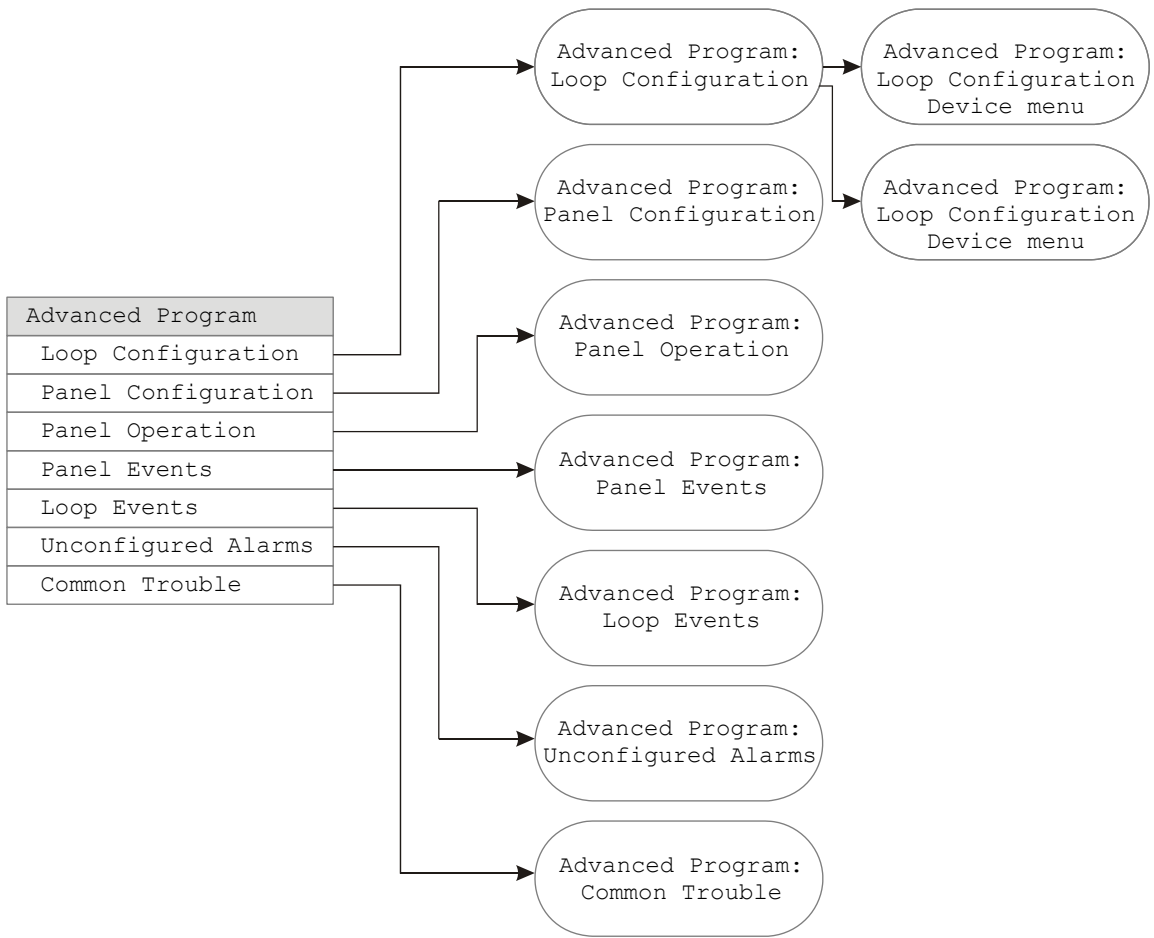 Advanced Program
Loop Configuration
Panel Configuration
Panel Operation
Panel Events
Loop Events
Unconfigured Alarms
Common Trouble
Advanced Program:
Loop Configuration
Advanced Program:
Loop Configuration
Device menu
Advanced Program:
Panel Configuration
Advanced Program:
Loop Configuration
Device menu
Advanced Program:
Panel Operation
Advanced Program:
Panel Events
Advanced Program:
Loop Events
Advanced Program:
Unconfigured Alarms
Advanced Program:
Common Trouble